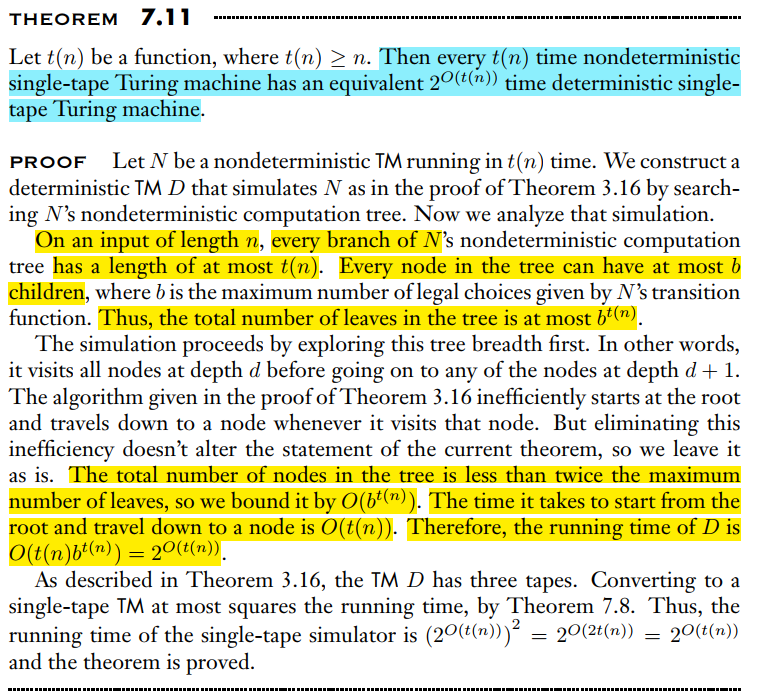 THEOREM 7.11
Let t(n) be a function, where t(n) ≥ n. Then every t(n) time nondeterministic
single-tape Turing machine has an equivalent 2^{O(t(n))} time deterministic single-
tape Turing machine.
PROOF Let N be a nondeterministic TM running in t(n) time. We construct a
deterministic TM D that simulates N as in the proof of Theorem 3.16 by search-
ing N's nondeterministic computation tree. Now we analyze that simulation.
On an input of length n, every branch of N's nondeterministic computation
tree has a length of at most t(n). Every node in the tree can have at most b
children, where b is the maximum number of legal choices given by N's transition
function. Thus, the total number of leaves in the tree is at most b^{t(n)}.
The simulation proceeds by exploring this tree breadth first. In other words,
it visits all nodes at depth d before going on to any of the nodes at depth d + 1.
The algorithm given in the proof of Theorem 3.16 inefficiently starts at the root
and travels down to a node whenever it visits that node. But eliminating this
inefficiency doesn't alter the statement of the current theorem, so we leave it
as is. The total number of nodes in the tree is less than twice the maximum
number of leaves, so we bound it by O(b^{t(n)}). The time it takes to start from the
root and travel down to a node is O(t(n)). Therefore, the running time of D is
O(t(n)b^{t(n)}) = 2^{O(t(n))}.
As described in Theorem 3.16, the TM D has three tapes. Converting to a
single-tape TM at most squares the running time, by Theorem 7.8. Thus, the
running time of the single-tape simulator is (2^{O(t(n))})^2 = 2^{O(2t(n))} = 2^{O(t(n))}
and the theorem is proved.